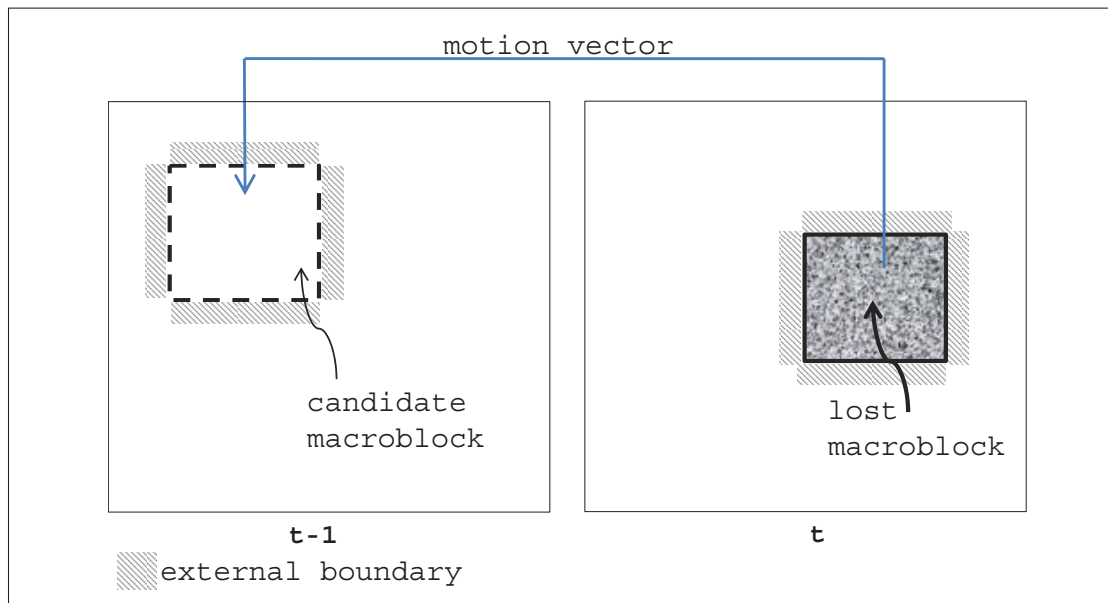 motion vector
candidate
macroblock
lost
macroblock
t-1
t
external boundary